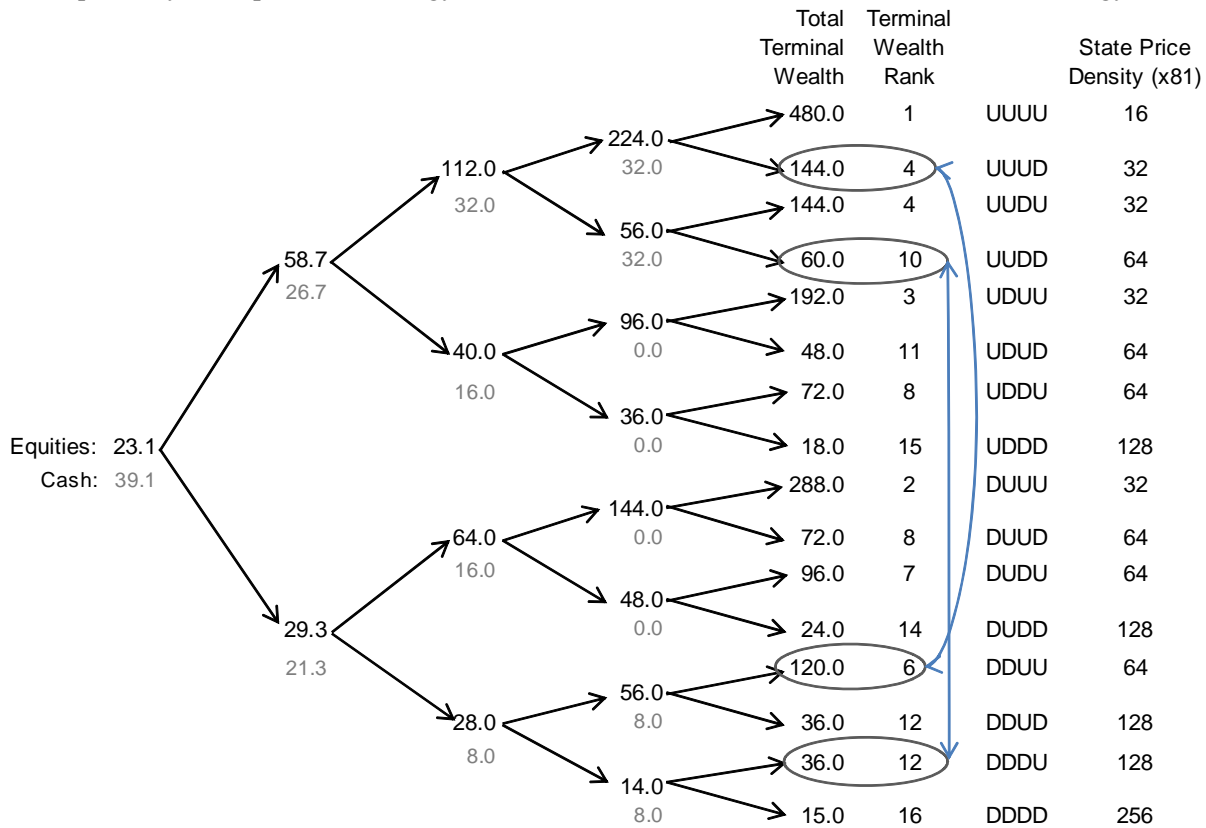 Total Terminal
Terminal Wealth State Price
Wealth Rank Density (x81)
480.0 1 UUUU 16
224.0
32.0
112.0
32.0
144.0 4 UUUD 32
144.0 4 UUDU 32
56.0
32.0
58.7
26.7
60.0 10 UUDD 64
192.0 3 UDUU 32
96.0
0.0
40.0
16.0
48.0 11 UDUD 64
72.0 8 UDDU 64
36.0
0.0
Equities: 23.1
Cash: 39.1
18.0 15 UDDD 128
288.0 2 DUUU 32
144.0
0.0
64.0
16.0
72.0 8 DUUD 64
96.0 7 DUDU 64
48.0
0.0
29.3
21.3
24.0 14 DUDD 128
120.0 6 DDUU 64
56.0
8.0
28.0
8.0
36.0 12 DDUD 128
36.0 12 DDDU 128
14.0
8.0
15.0 16 DDDD 256